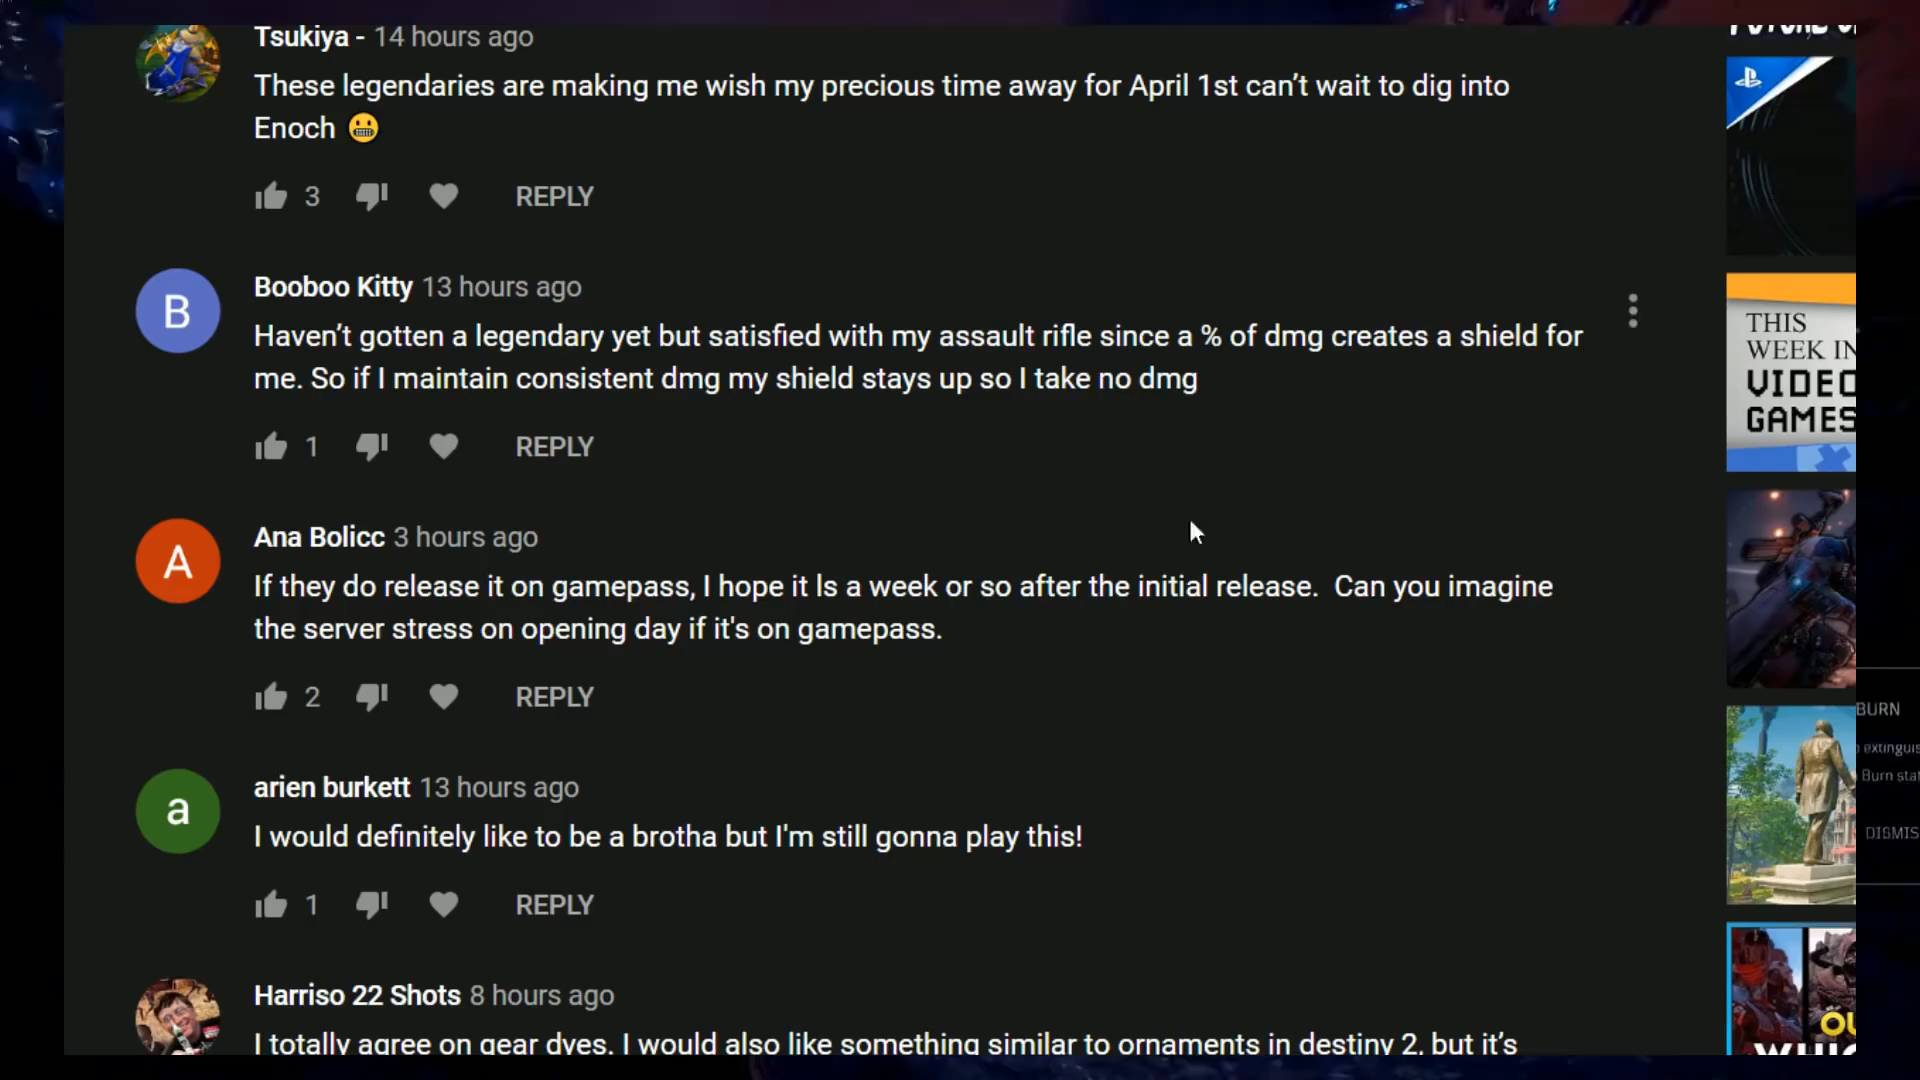 Tsukiya - 14 hours ago
These legendaries are making me wish my precious time away for April 1st can’t wait to dig into
Enoch 😬
3 REPLY
B
Booboo Kitty 13 hours ago
Haven’t gotten a legendary yet but satisfied with my assault rifle since a % of dmg creates a shield for
me. So if I maintain consistent dmg my shield stays up so I take no dmg
1 REPLY
A
Ana Bolicc 3 hours ago
If they do release it on gamepass, I hope it Is a week or so after the initial release.  Can you imagine
the server stress on opening day if it's on gamepass.
2 REPLY
a
arien burkett 13 hours ago
I would definitely like to be a brotha but I'm still gonna play this!
1 REPLY
Harriso 22 Shots 8 hours ago
I totally agree on gear dyes. I would also like something similar to ornaments in destiny 2, but it’s
THIS
WEEK IN
VIDEO
GAMES
BURN
Burn